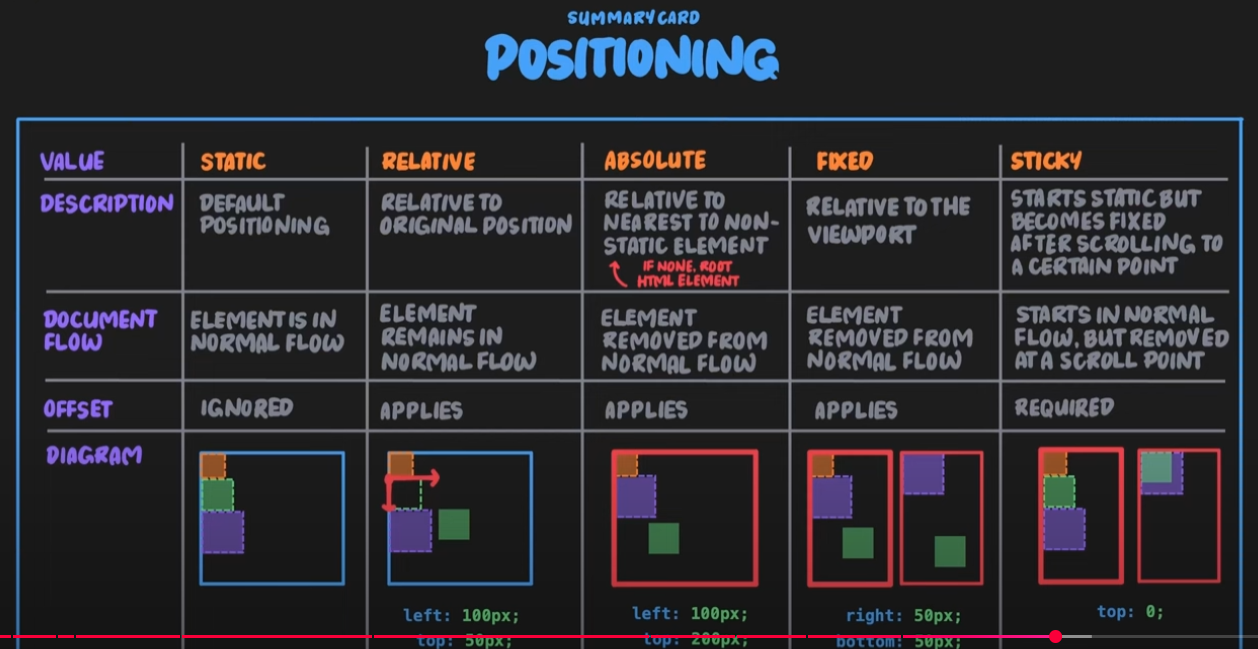 SUMMARY CARD
POSITIONING
VALUE
STATIC
RELATIVE
ABSOLUTE
FIXED
STICKY
DESCRIPTION
DEFAULT
POSITIONING
RELATIVE TO
ORIGINAL POSITION
RELATIVE TO
NEAREST TO NON-
STATIC ELEMENT
IF NONE, ROOT
HTML ELEMENT
RELATIVE TO THE
VIEWPORT
STARTS STATIC BUT
BECOMES FIXED
AFTER SCROLLING TO
A CERTAIN POINT
DOCUMENT
FLOW
ELEMENT IS IN
NORMAL FLOW
ELEMENT
REMAINS IN
NORMAL FLOW
ELEMENT
REMOVED FROM
NORMAL FLOW
ELEMENT
REMOVED FROM
NORMAL FLOW
STARTS IN NORMAL
FLOW, BUT REMOVED
AT A SCROLL POINT
OFFSET
IGNORED
APPLIES
APPLIES
APPLIES
REQUIRED
DIAGRAM
left: 100px;
top: 50px;
left: 100px;
top: 200px;
right: 50px;
bottom: 50px;
top: 0;